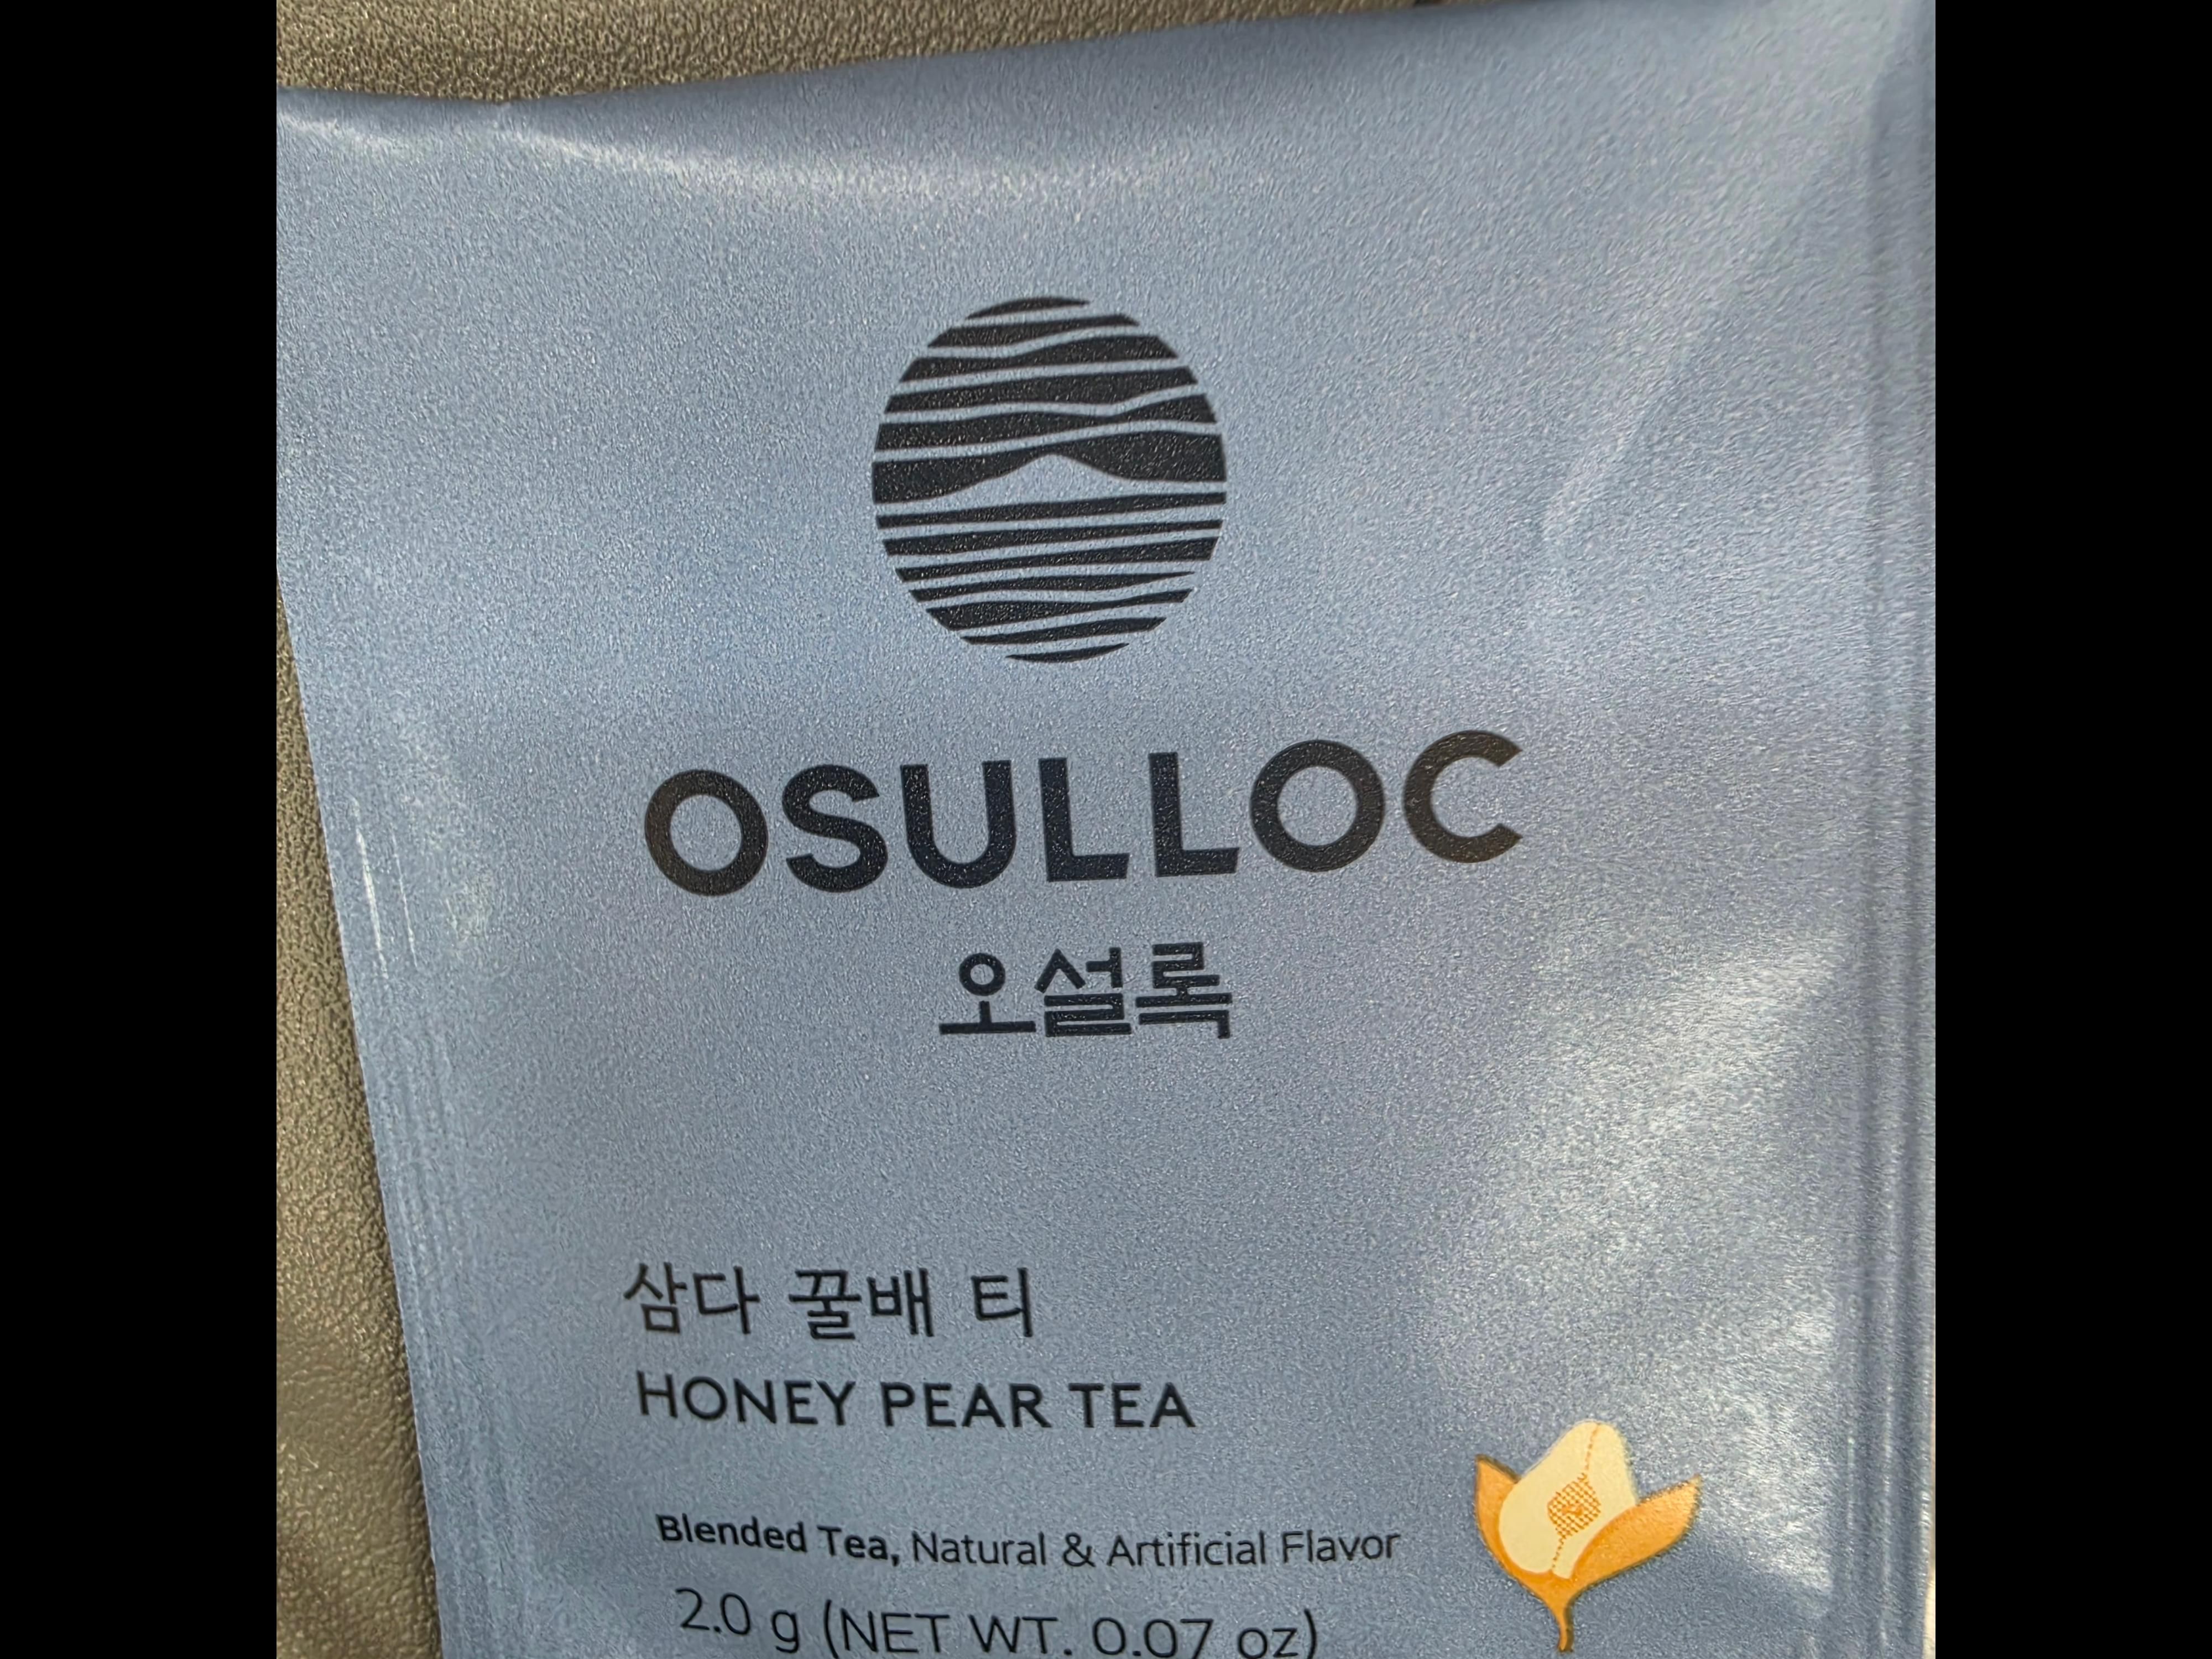 OSULLOC
오설록
삼다 꿀배 티
HONEY PEAR TEA
Blended Tea, Natural & Artificial Flavor
2.0 g (NET WT. 0.07 oz)